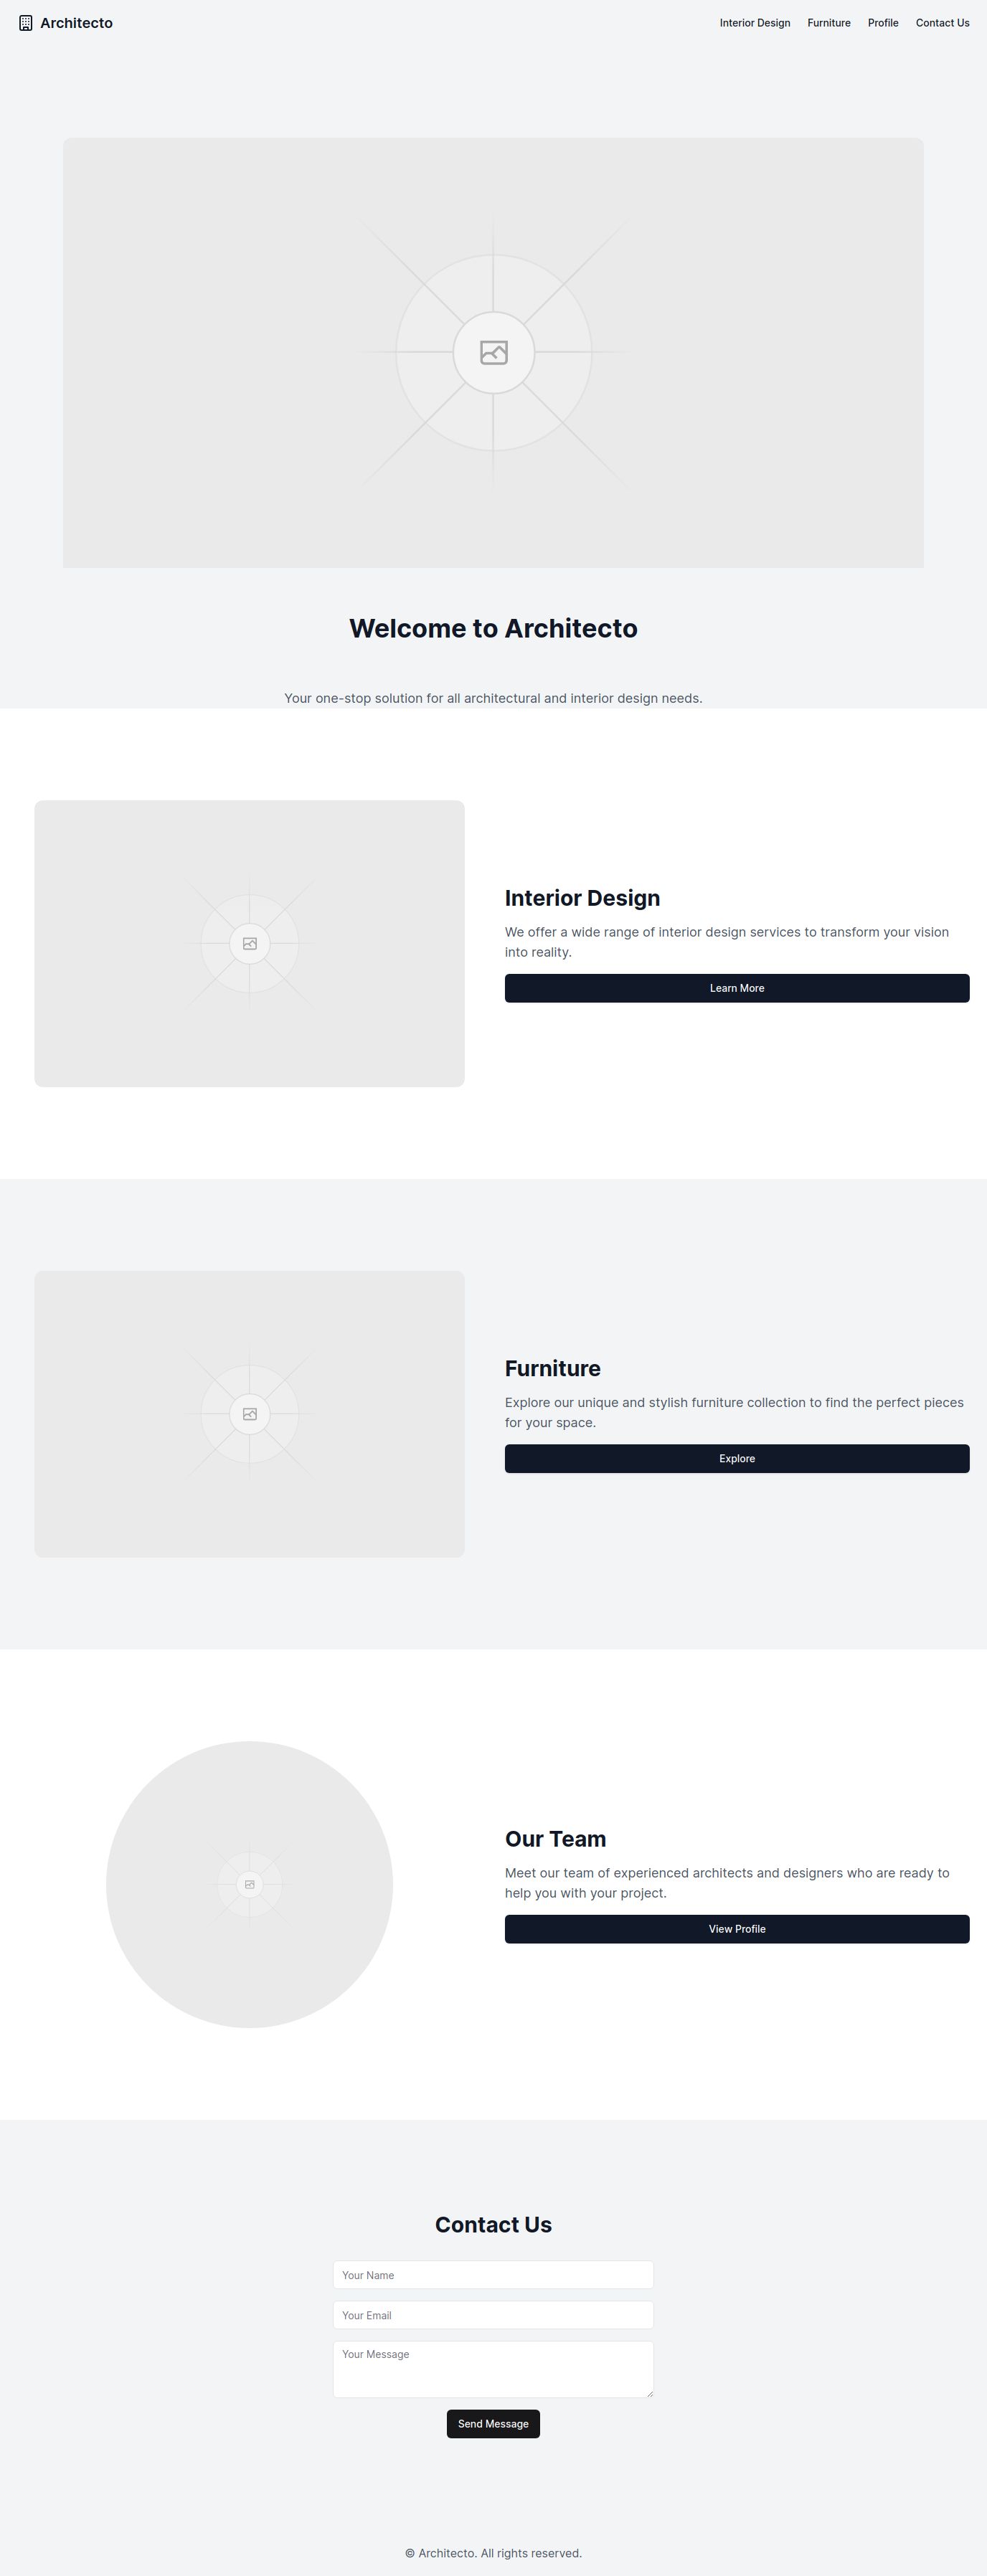 Architecto
Interior Design
Furniture
Profile
Contact Us
Welcome to Architecto
Your one-stop solution for all architectural and interior design needs.
Interior Design
We offer a wide range of interior design services to transform your vision
into reality.
Learn More
Furniture
Explore our unique and stylish furniture collection to find the perfect pieces
for your space.
Explore
Our Team
Meet our team of experienced architects and designers who are ready to
help you with your project.
View Profile
Contact Us
Your Name
Your Email
Your Message
Send Message
© Architecto. All rights reserved.